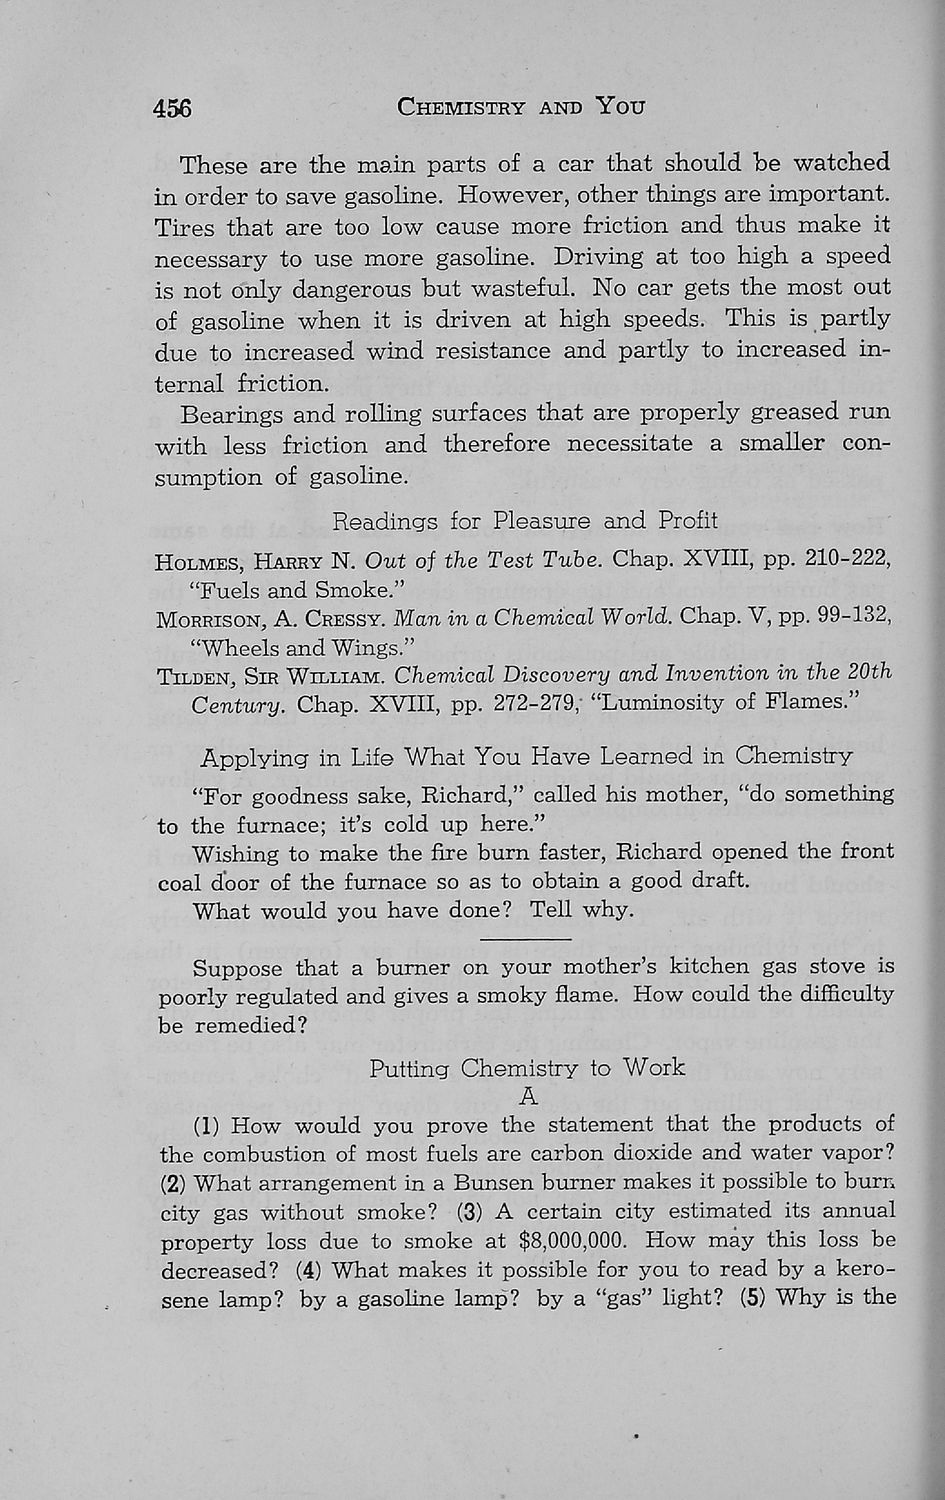 456 CHEMISTRY AND YOU
These are the main parts of a car that should be watched
in order to save gasoline. However, other things are important.
Tires that are too low cause more friction and thus make it
necessary to use more gasoline. Driving at too high a speed
is not only dangerous but wasteful. No car gets the most out
of gasoline when it is driven at high speeds. This is partly
due to increased wind resistance and partly to increased in-
ternal friction.
Bearings and rolling surfaces that are properly greased run
with less friction and therefore necessitate a smaller con-
sumption of gasoline.
Readings for Pleasure and Profit
HOLMES, HARRY N. Out of the Test Tube. Chap. XVIII, pp. 210-222,
“Fuels and Smoke.”
MORRISON, A. CRESSY. Man in a Chemical World. Chap. V, pp. 99-132,
“Wheels and Wings.”
TILDEN, SIR WILLIAM. Chemical Discovery and Invention in the 20th
Century. Chap. XVIII, pp. 272-279, “Luminosity of Flames.”
Applying in Life What You Have Learned in Chemistry
“For goodness sake, Richard,” called his mother, “do something
to the furnace; it’s cold up here.”
Wishing to make the fire burn faster, Richard opened the front
coal door of the furnace so as to obtain a good draft.
What would you have done? Tell why.
Suppose that a burner on your mother’s kitchen gas stove is
poorly regulated and gives a smoky flame. How could the difficulty
be remedied?
Putting Chemistry to Work
A
(1) How would you prove the statement that the products of
the combustion of most fuels are carbon dioxide and water vapor?
(2) What arrangement in a Bunsen burner makes it possible to burn
city gas without smoke? (3) A certain city estimated its annual
property loss due to smoke at $8,000,000. How may this loss be
decreased? (4) What makes it possible for you to read by a kero-
sene lamp? by a gasoline lamp? by a “gas” light? (5) Why is the